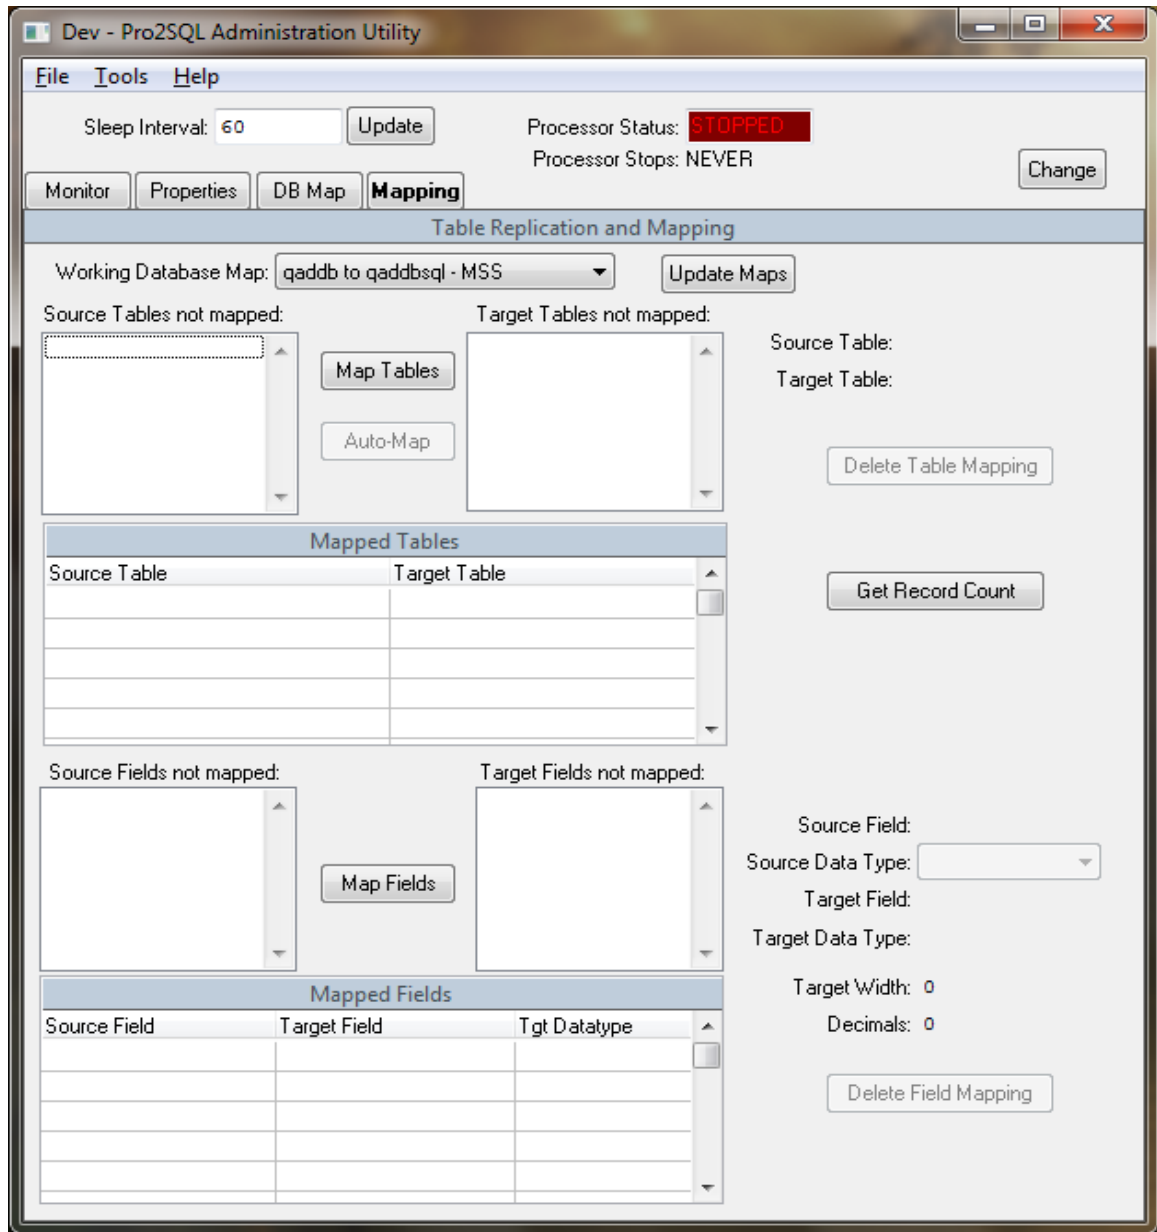 Dev - Pro2SQL Administration Utility
File Tools Help
Sleep Interval: 60 Update Processor Status: STOPPED
Processor Stops: NEVER
Change
Monitor Properties DB Map Mapping
Table Replication and Mapping
Working Database Map: qaddb to qaddbsql - MSS Update Maps
Source Tables not mapped: Target Tables not mapped:
Source Table:
Map Tables
Target Table:
Auto-Map
Delete Table Mapping
Mapped Tables
Source Table Target Table
Get Record Count
Source Fields not mapped: Target Fields not mapped:
Source Field:
Source Data Type:
Map Fields
Target Field:
Target Data Type:
Target Width: 0
Mapped Fields
Source Field Target Field Tgt Datatype
Decimals: 0
Delete Field Mapping